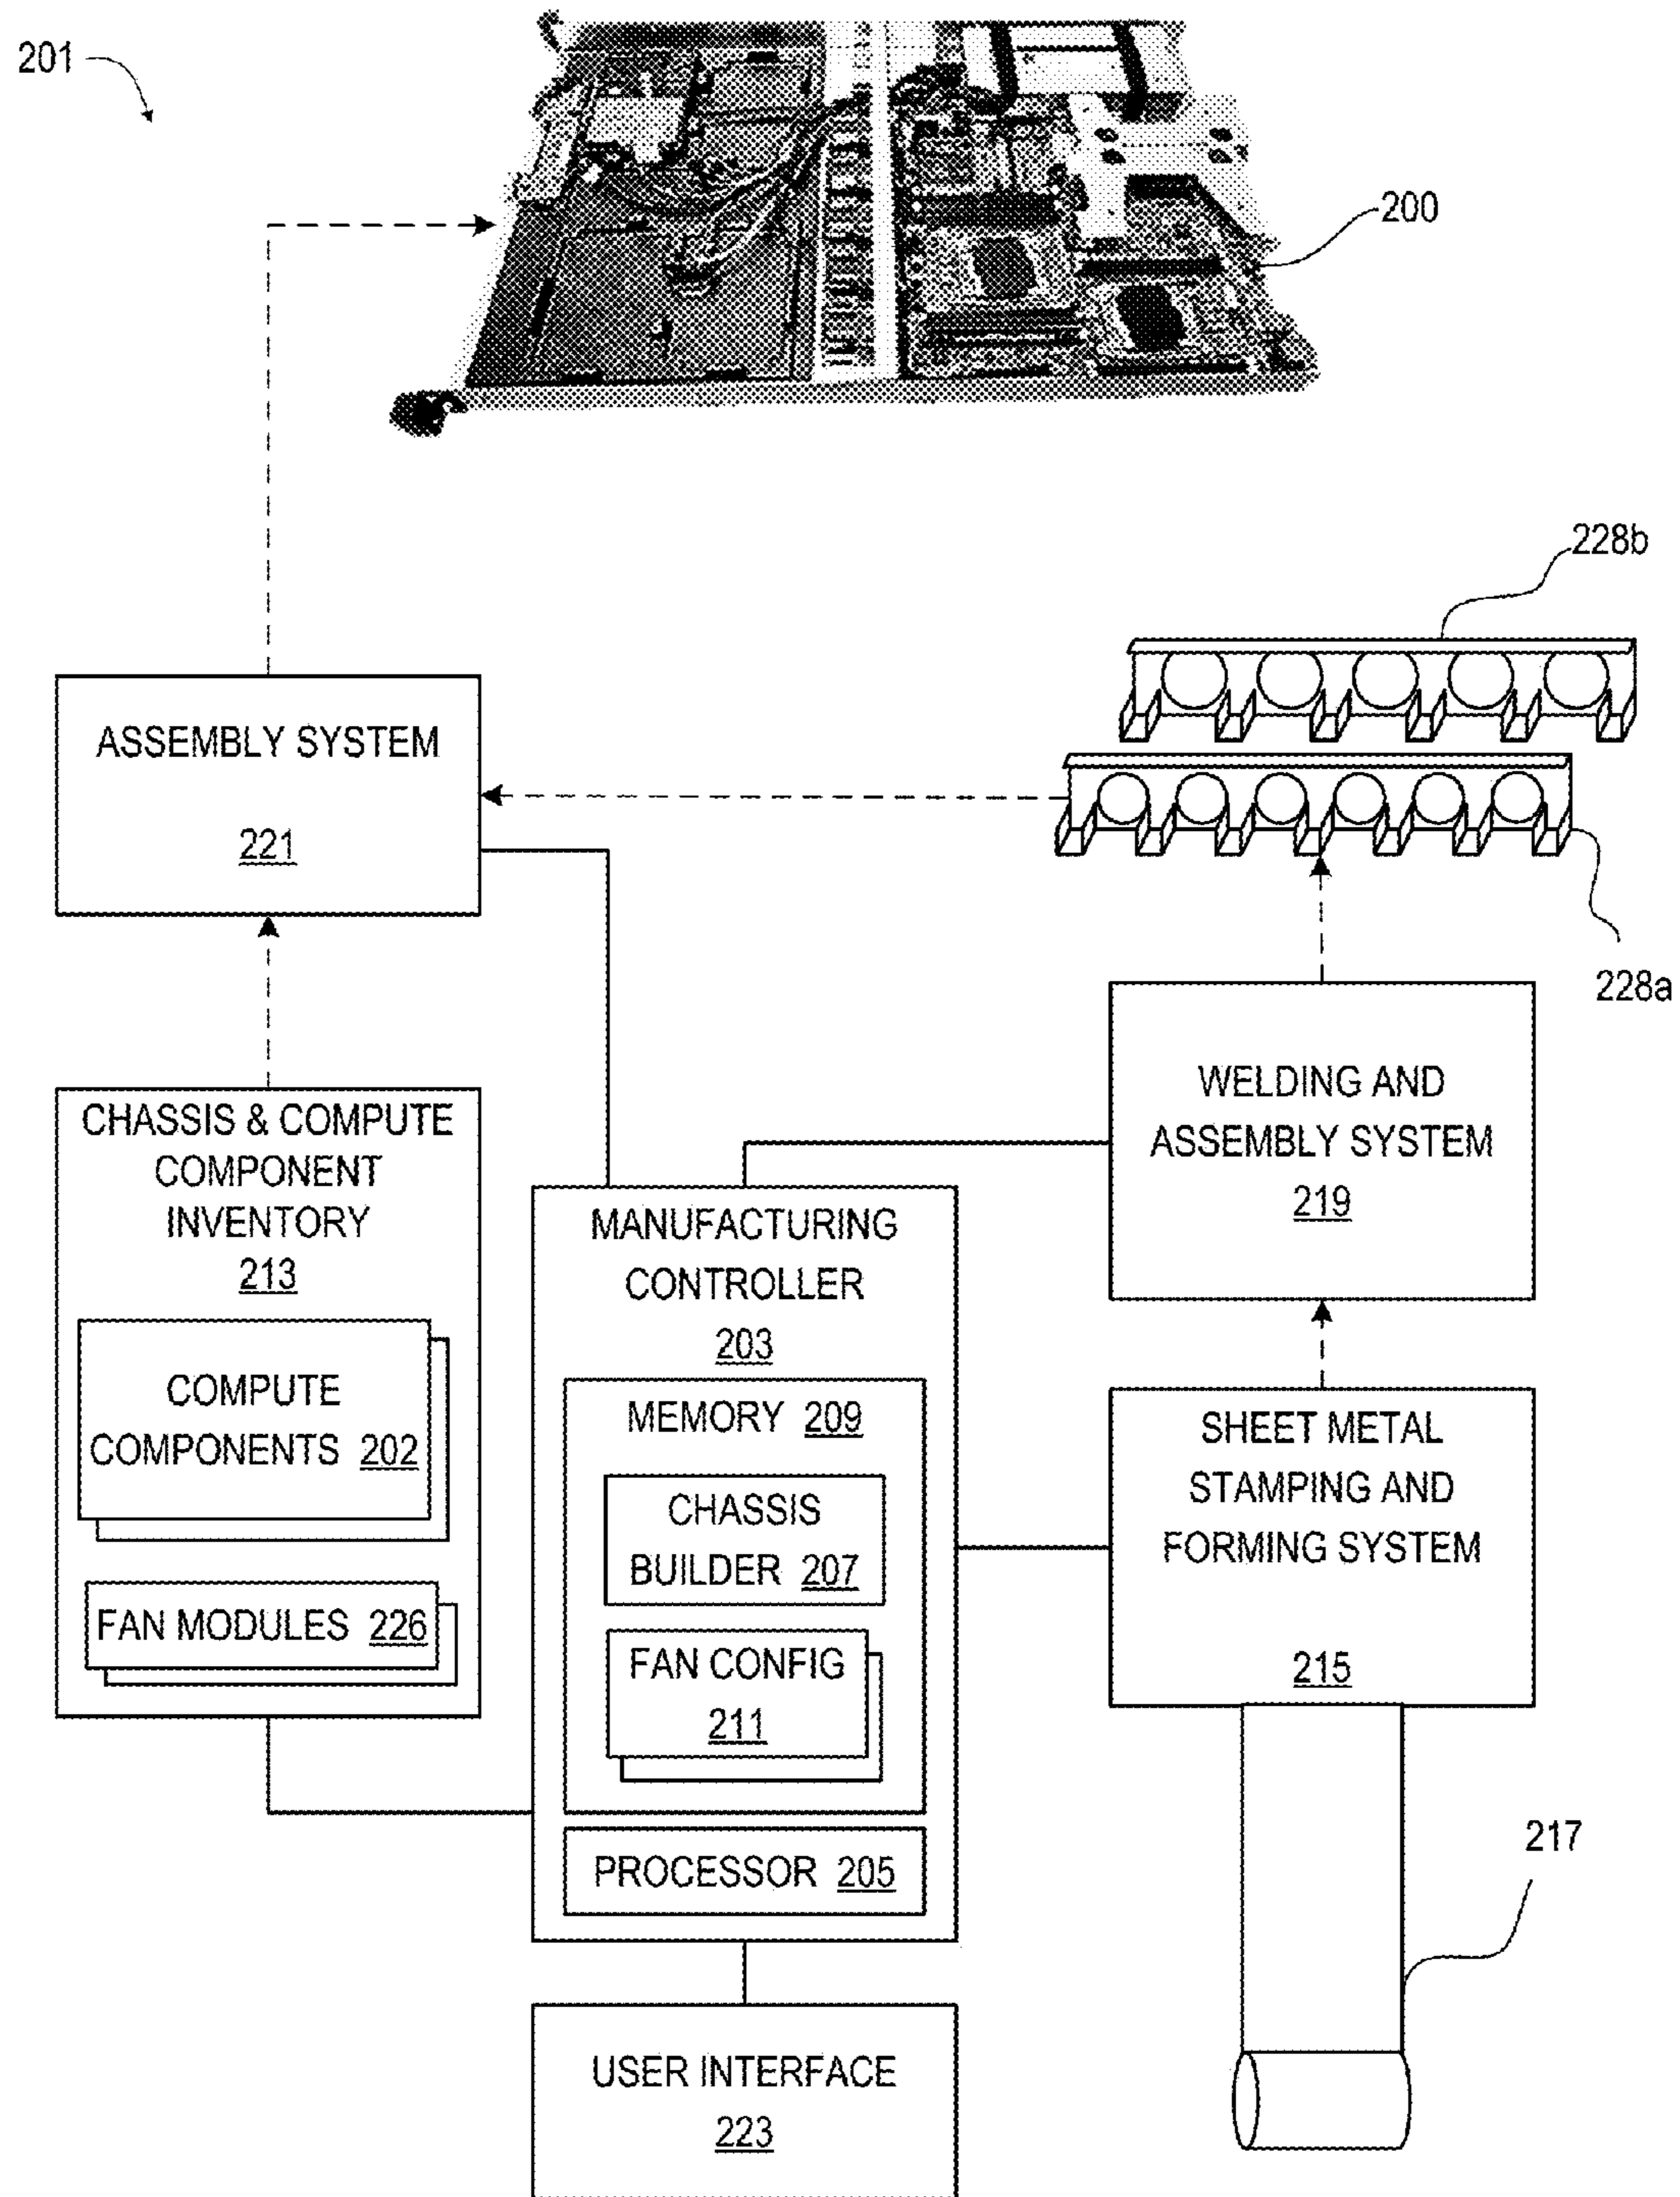 201
200
228b
ASSEMBLY SYSTEM
221
228a
CHASSIS & COMPUTE
COMPONENT
INVENTORY
213
COMPUTE
COMPONENTS 202
FAN MODULES 226
MANUFACTURING
CONTROLLER
203
MEMORY 209
CHASSIS
BUILDER 207
FAN CONFIG
211
PROCESSOR 205
WELDING AND
ASSEMBLY SYSTEM
219
SHEET METAL
STAMPING AND
FORMING SYSTEM
215
217
USER INTERFACE
223